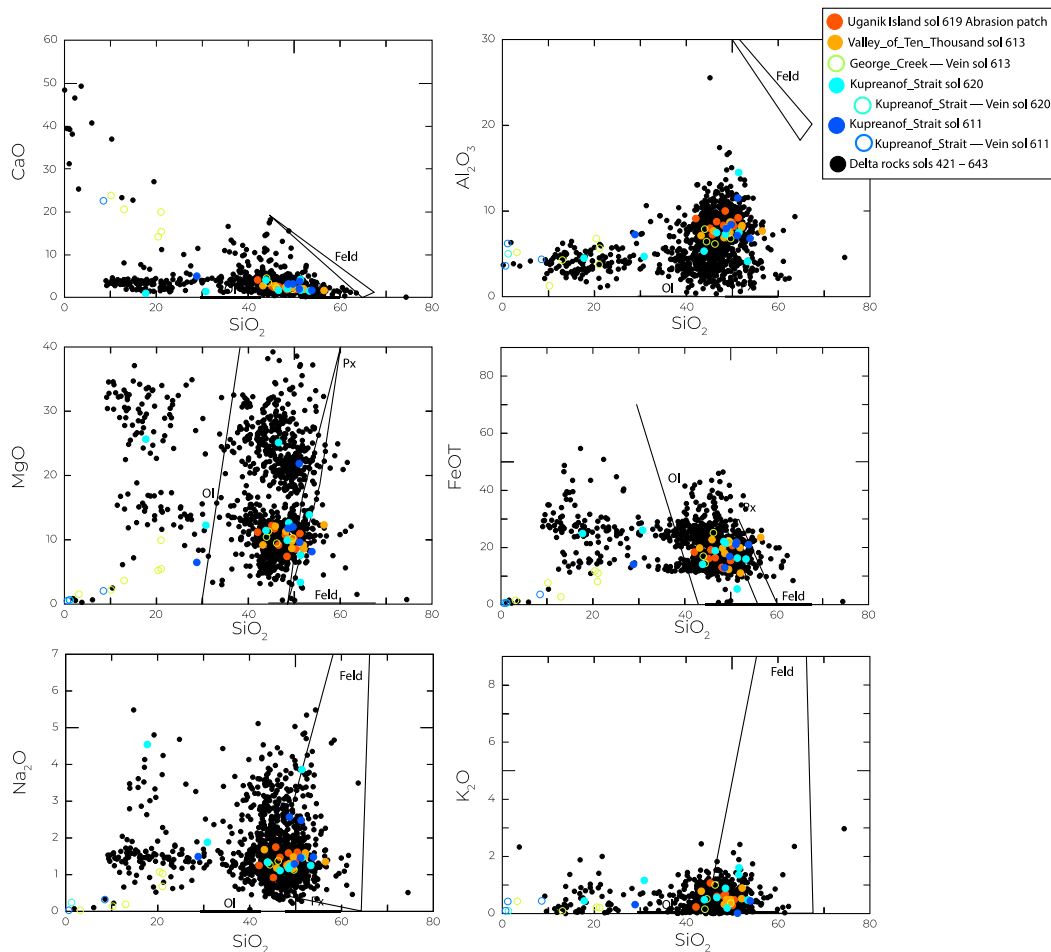 Uganik Island sol 619 Abrasion patch
Valley_of_Ten_Thousand sol 613
George_Creek — Vein sol 613
Kupreanof_Strait sol 620
Kupreanof_Strait — Vein sol 620
Kupreanof_Strait sol 611
Kupreanof_Strait — Vein sol 611
Delta rocks sols 421 – 643
CaO
60
50
40
30
20
10
0
0 20 40 60 80
SiO2
Feld
Al2O3
30
20
10
0
0 20 40 60 80
SiO2
Feld
Ol
MgO
40
30
20
10
0
0 20 40 60 80
SiO2
Ol
Px
Feld
FeOT
80
60
40
20
0
0 20 40 60 80
SiO2
Ol
Px
Feld
Na2O
7
6
5
4
3
2
1
0
0 20 40 60 80
SiO2
Feld
Ol
Px
K2O
8
6
4
2
0
0 20 40 60 80
SiO2
Feld
Ol